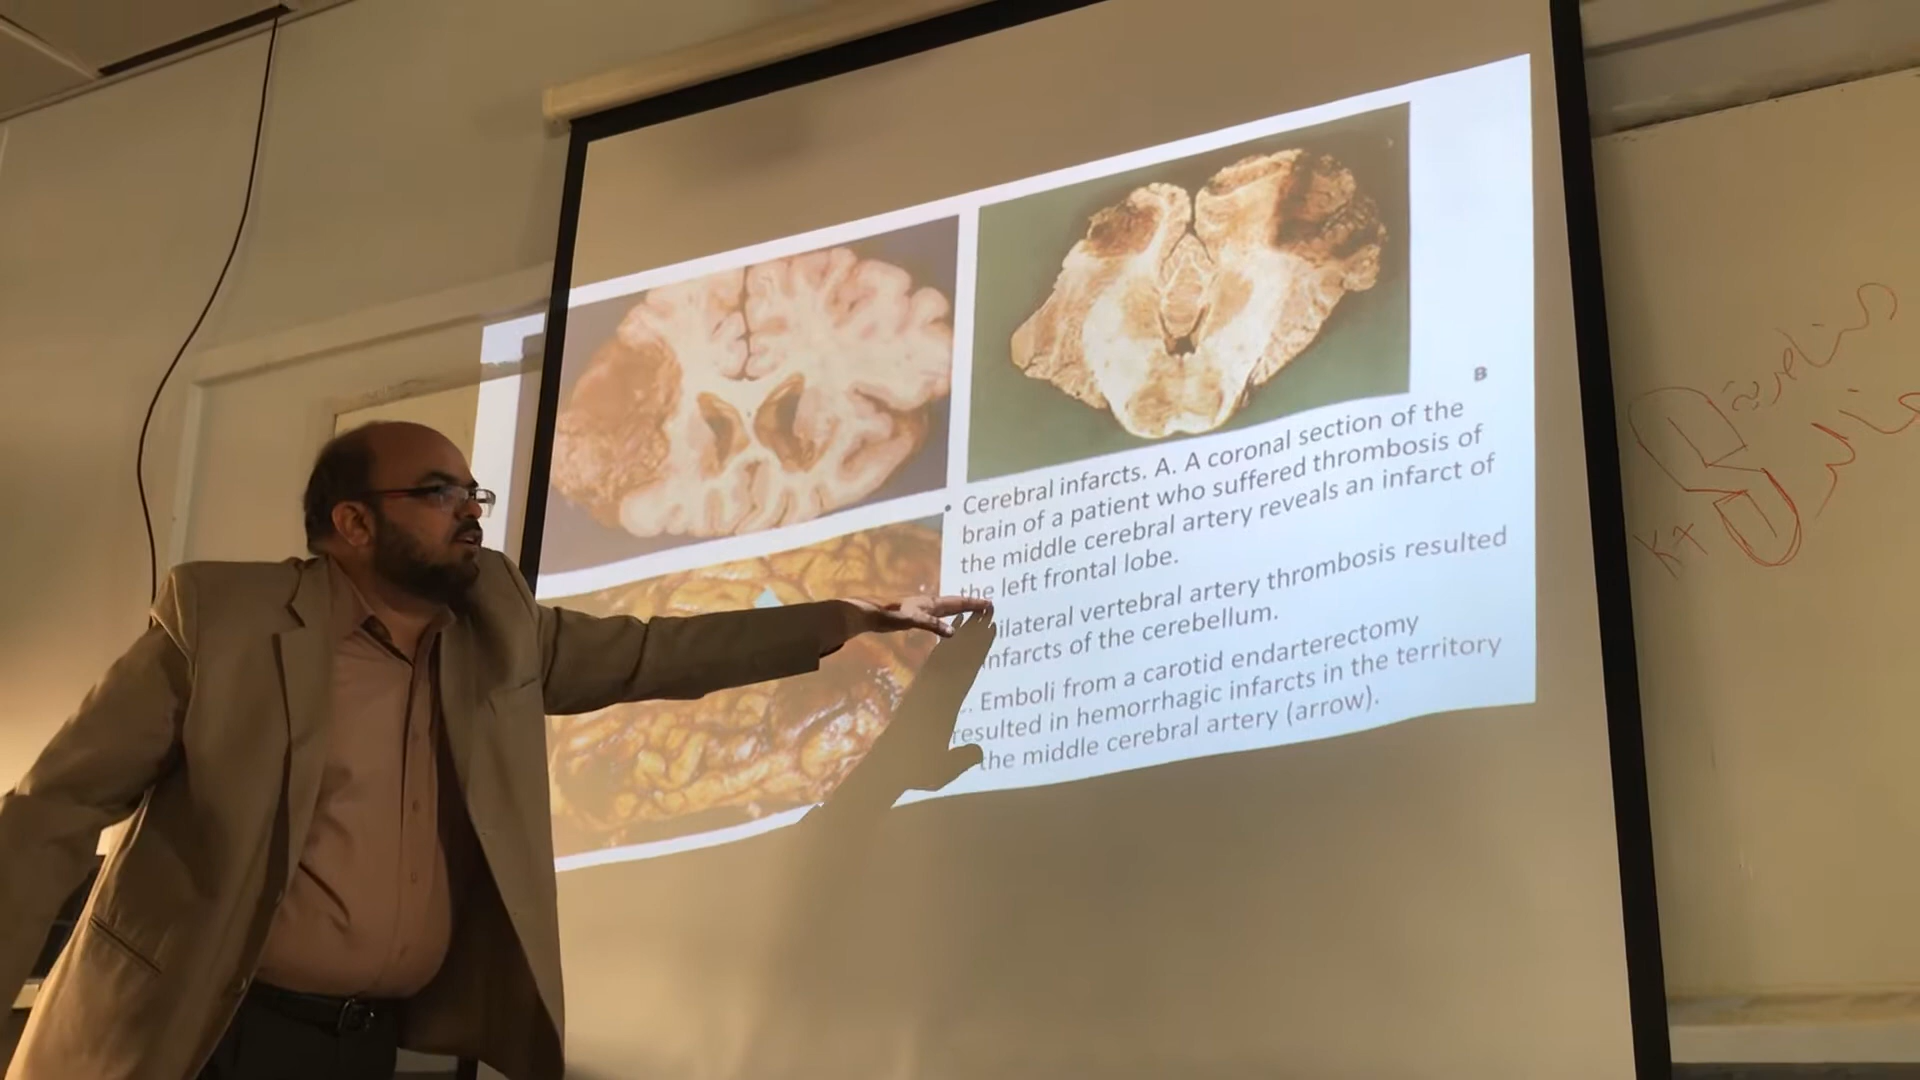 B
• Cerebral infarcts. A. A coronal section of the
brain of a patient who suffered thrombosis of
the middle cerebral artery reveals an infarct of
the left frontal lobe.
ilateral vertebral artery thrombosis resulted
nfarcts of the cerebellum.
. Emboli from a carotid endarterectomy
resulted in hemorrhagic infarcts in the territory
the middle cerebral artery (arrow).